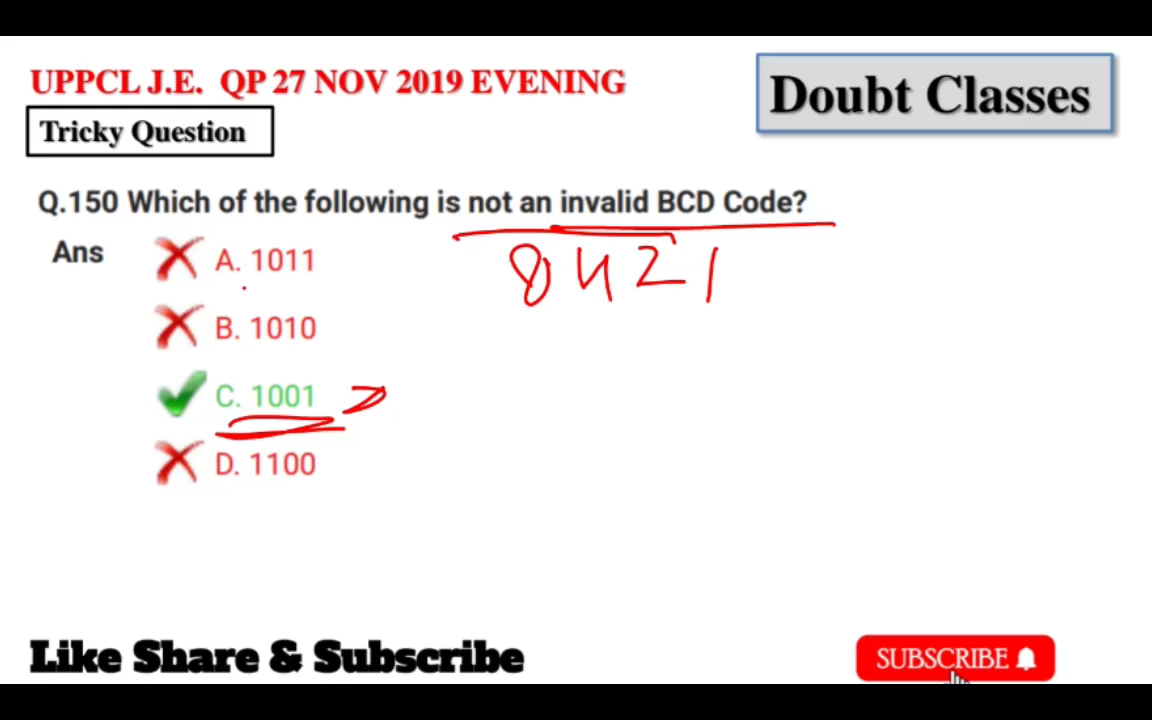 UPPCL J.E. QP 27 NOV 2019 EVENING
Doubt Classes
Tricky Question
Q.150 Which of the following is not an invalid BCD Code?
8421
Ans
A. 1011
B. 1010
C. 1001
D. 1100
Like Share & Subscribe
SUBSCRIBE